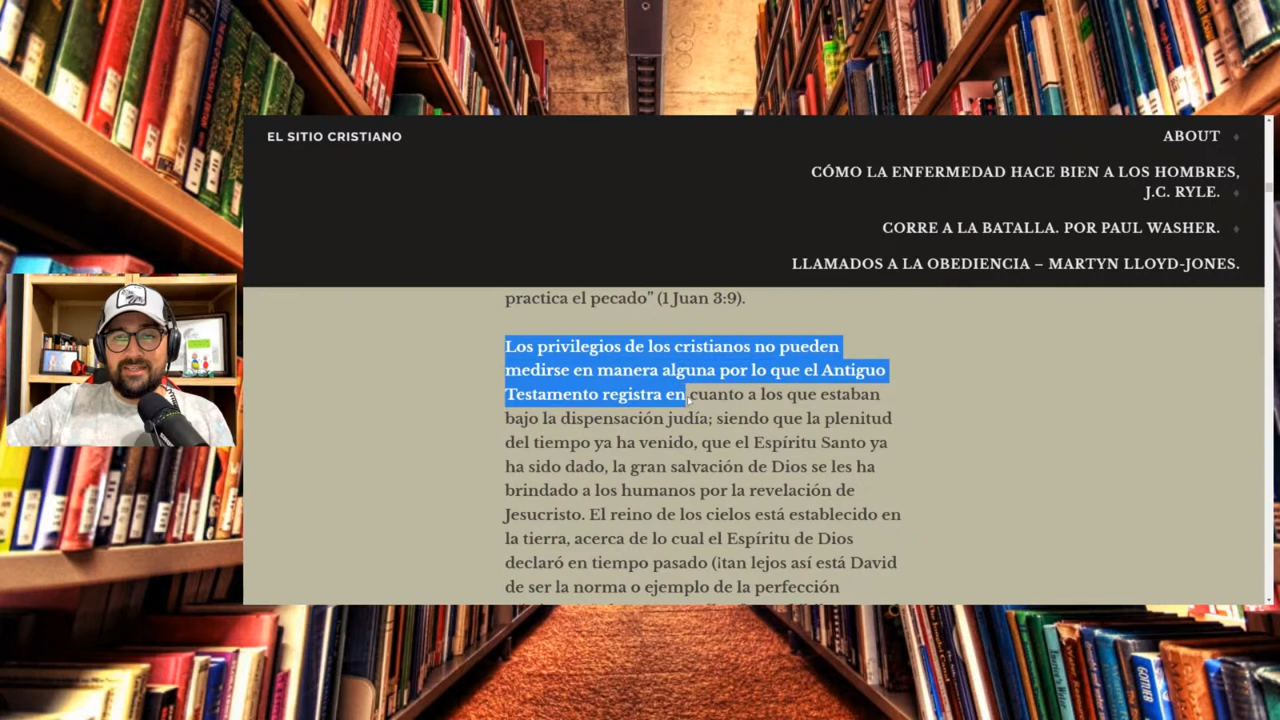 EL SITIO CRISTIANO
ABOUT
CÓMO LA ENFERMEDAD HACE BIEN A LOS HOMBRES,
J.C. RYLE.
CORRE A LA BATALLA. POR PAUL WASHER.
LLAMADOS A LA OBEDIENCIA – MARTYN LLOYD-JONES.
practica el pecado” (1 Juan 3:9).
Los privilegios de los cristianos no pueden
medirse en manera alguna por lo que el Antiguo
Testamento registra en cuanto a los que estaban
bajo la dispensación judía; siendo que la plenitud
del tiempo ya ha venido, que el Espíritu Santo ya
ha sido dado, la gran salvación de Dios se les ha
brindado a los humanos por la revelación de
Jesucristo. El reino de los cielos está establecido en
la tierra, acerca de lo cual el Espíritu de Dios
declaró en tiempo pasado (¡tan lejos así está David
de ser la norma o ejemplo de la perfección